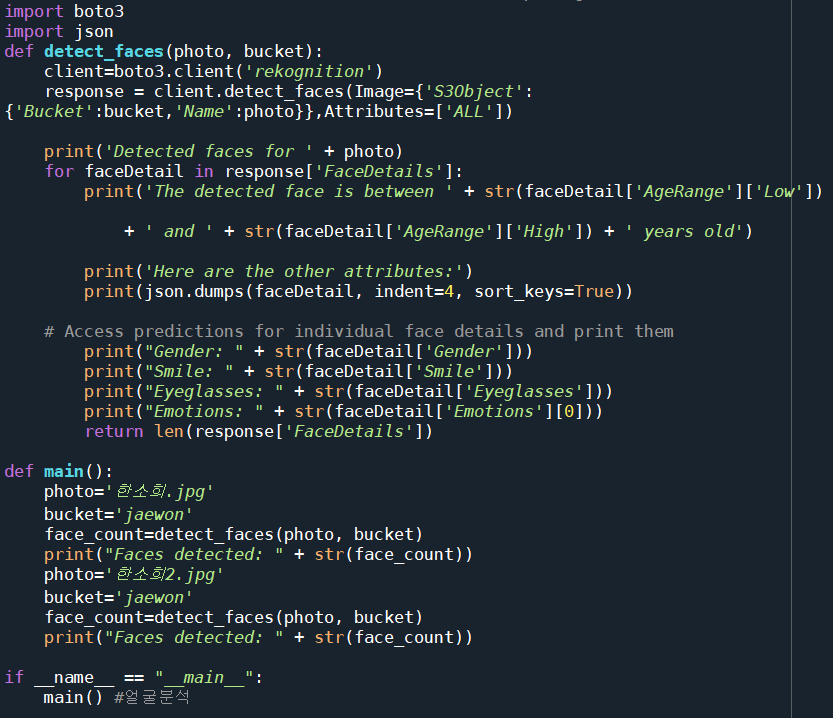 import boto3
import json
def detect_faces(photo, bucket):
    client=boto3.client('rekognition')
    response = client.detect_faces(Image={'S3Object':
{'Bucket':bucket,'Name':photo}},Attributes=['ALL'])
    print('Detected faces for ' + photo)
    for faceDetail in response['FaceDetails']:
        print('The detected face is between ' + str(faceDetail['AgeRange']['Low'])
            + ' and ' + str(faceDetail['AgeRange']['High']) + ' years old')
        print('Here are the other attributes:')
        print(json.dumps(faceDetail, indent=4, sort_keys=True))
    # Access predictions for individual face details and print them
        print("Gender: " + str(faceDetail['Gender']))
        print("Smile: " + str(faceDetail['Smile']))
        print("Eyeglasses: " + str(faceDetail['Eyeglasses']))
        print("Emotions: " + str(faceDetail['Emotions'][0]))
        return len(response['FaceDetails'])
def main():
    photo='한소희.jpg'
    bucket='jaewon'
    face_count=detect_faces(photo, bucket)
    print("Faces detected: " + str(face_count))
    photo='한소희2.jpg'
    bucket='jaewon'
    face_count=detect_faces(photo, bucket)
    print("Faces detected: " + str(face_count))
if __name__ == "__main__":
    main() #얼굴분석